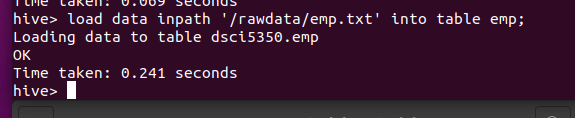 Time taken: 0.069 seconds
hive> load data inpath '/rawdata/emp.txt' into table emp;
Loading data to table dsci5350.emp
OK
Time taken: 0.241 seconds
hive>